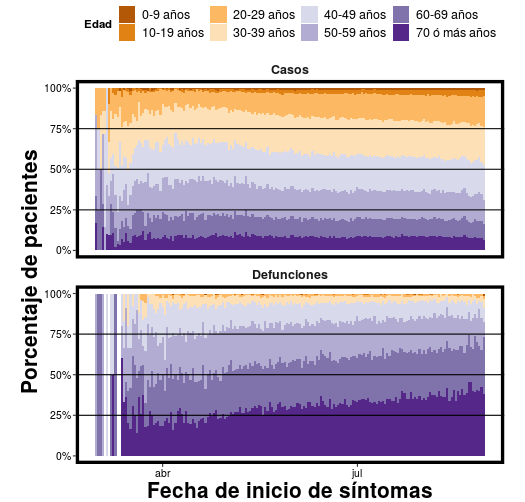 Edad
0-9 años
20-29 años
40-49 años
60-69 años
10-19 años
30-39 años
50-59 años
70 ó más años
Casos
100%
75%
50%
25%
0%
Defunciones
100%
75%
50%
25%
0%
Porcentaje de pacientes
abr
jul
Fecha de inicio de síntomas